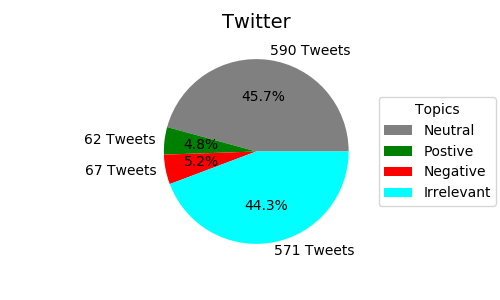 Twitter
590 Tweets
45.7%
62 Tweets
4.8%
67 Tweets
5.2%
44.3%
571 Tweets
Topics
Neutral
Postive
Negative
Irrelevant